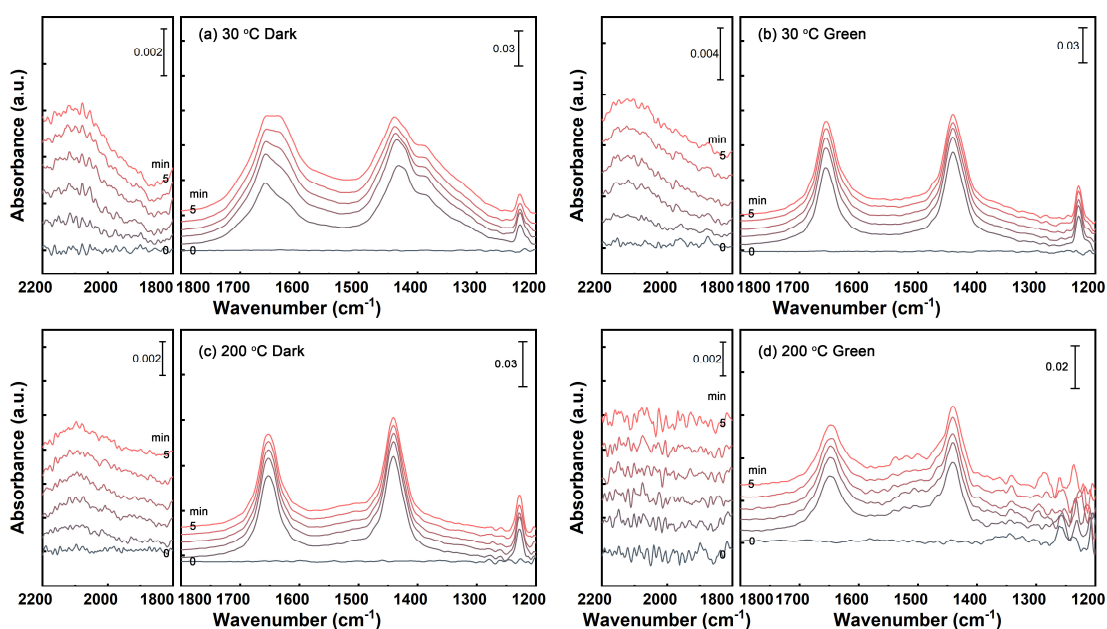 (a) 30 °C Dark
0.002
0.03
Absorbance (a.u.)
min
5
0
min
5
0
2200 2000 1800
1800 1700 1600 1500 1400 1300 1200
Wavenumber (cm⁻¹)
(b) 30 °C Green
0.004
0.03
Absorbance (a.u.)
min
5
0
min
5
0
2200 2000 1800
1800 1700 1600 1500 1400 1300 1200
Wavenumber (cm⁻¹)
(c) 200 °C Dark
0.002
0.03
Absorbance (a.u.)
min
5
0
min
5
0
2200 2000 1800
1800 1700 1600 1500 1400 1300 1200
Wavenumber (cm⁻¹)
(d) 200 °C Green
0.002
0.02
Absorbance (a.u.)
min
5
0
min
5
0
2200 2000 1800
1800 1700 1600 1500 1400 1300 1200
Wavenumber (cm⁻¹)